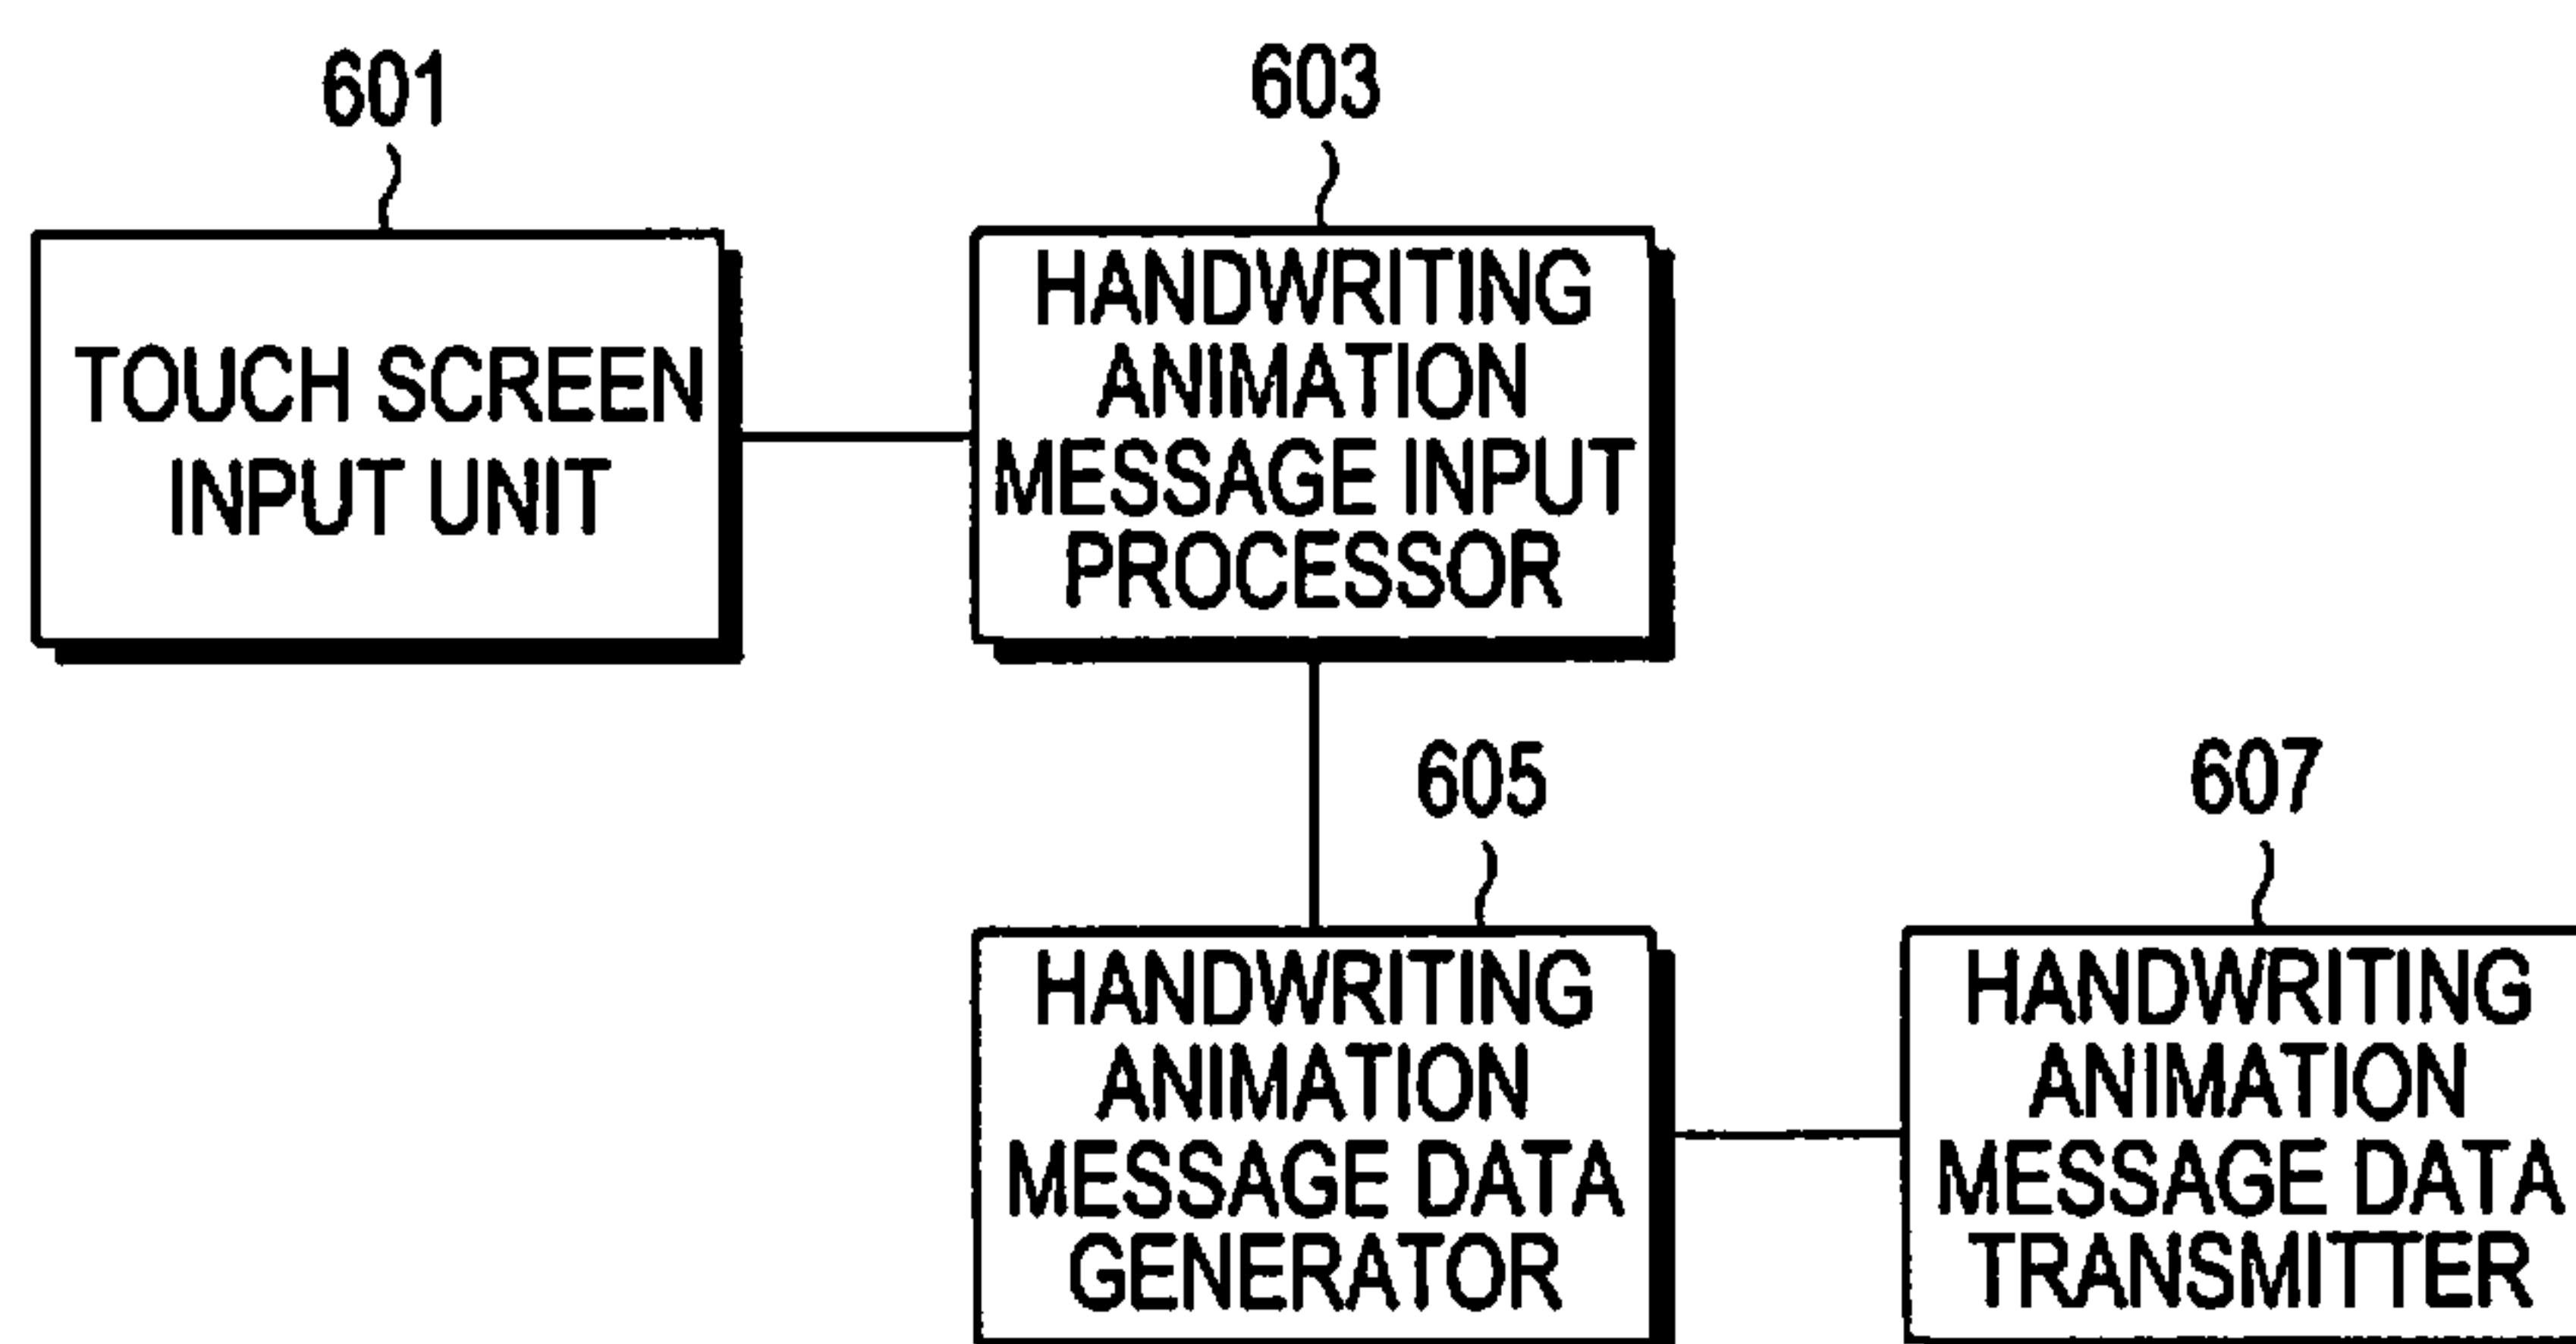 601
TOUCH SCREEN
INPUT UNIT
603
HANDWRITING
ANIMATION
MESSAGE INPUT
PROCESSOR
605
HANDWRITING
ANIMATION
MESSAGE DATA
GENERATOR
607
HANDWRITING
ANIMATION
MESSAGE DATA
TRANSMITTER